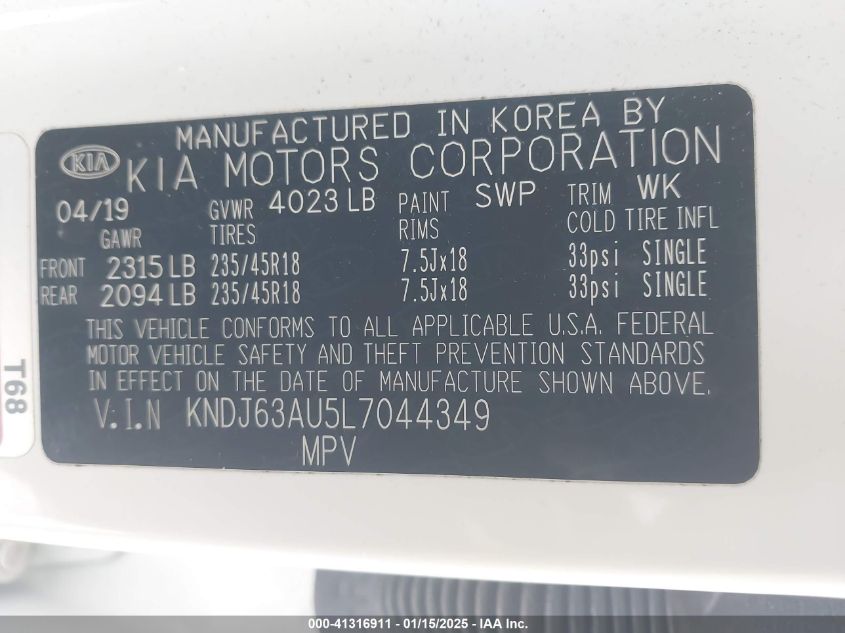 MANUFACTURED IN KOREA BY
KIA KIA MOTORS CORPORATION
04/19 GVWR 4023 LB PAINT SWP TRIM WK
GAWR TIRES RIMS COLD TIRE INFL
FRONT 2315 LB 235/45R18 7.5Jx18 33psi SINGLE
REAR 2094 LB 235/45R18 7.5Jx18 33psi SINGLE
THIS VEHICLE CONFORMS TO ALL APPLICABLE U.S.A. FEDERAL
MOTOR VEHICLE SAFETY AND THEFT PREVENTION STANDARDS
IN EFFECT ON THE DATE OF MANUFACTURE SHOWN ABOVE.
V.I.N KNDJ63AU5L7044349
MPV
T68
000-41316911 - 01/15/2025 - IAA Inc.